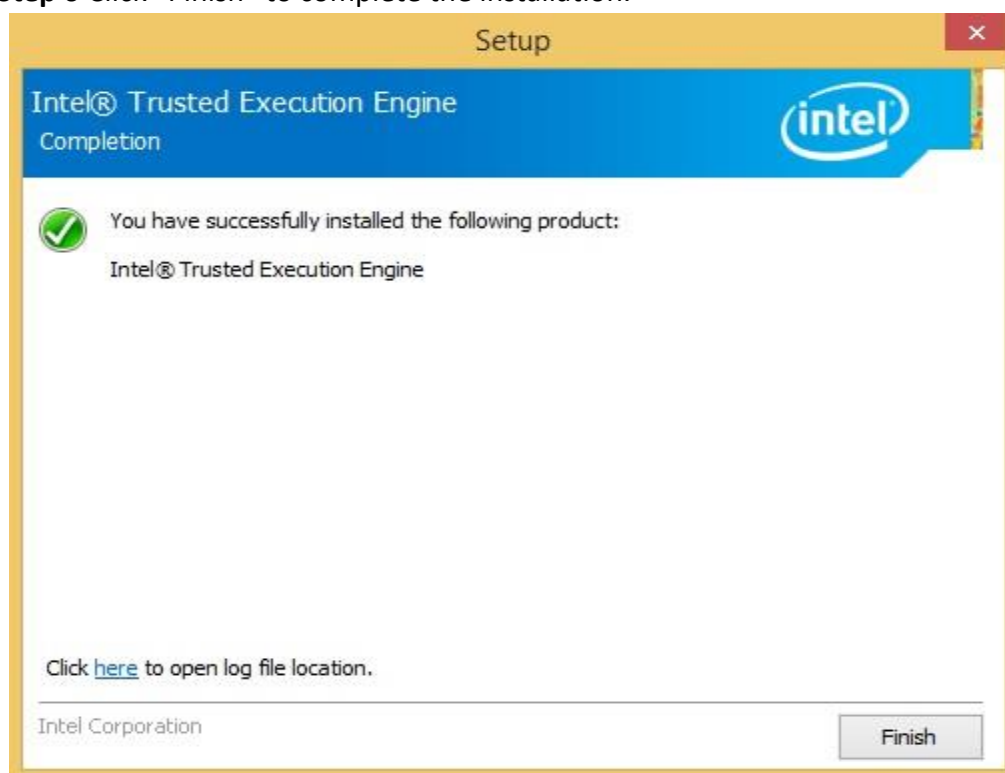 Setup
Intel® Trusted Execution Engine
Completion
intel
You have successfully installed the following product:
Intel® Trusted Execution Engine
Click here to open log file location.
Intel Corporation
Finish